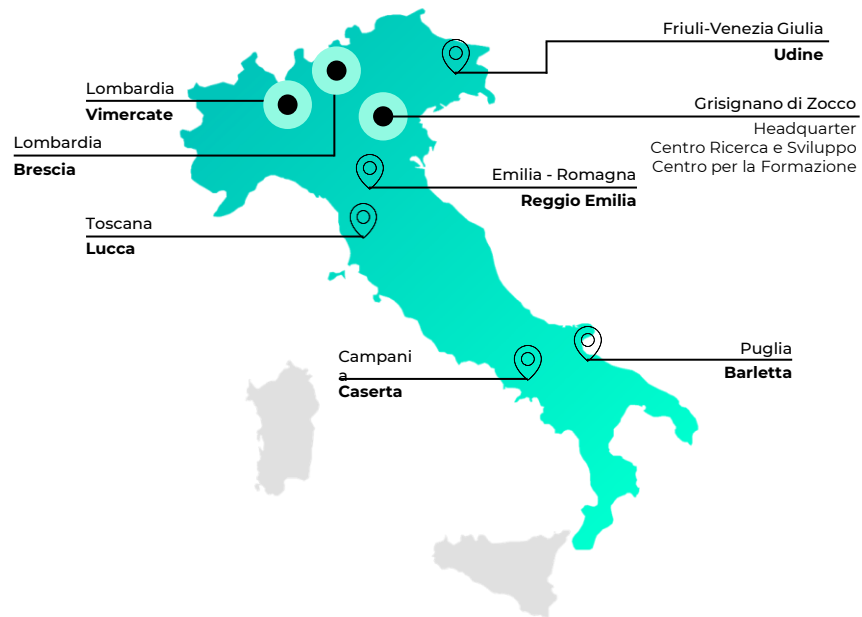 Friuli-Venezia Giulia
Udine
Lombardia
Vimercate
Grisignano di Zocco
Headquarter
Centro Ricerca e Sviluppo
Centro per la Formazione
Lombardia
Brescia
Emilia - Romagna
Reggio Emilia
Toscana
Lucca
Campani
a
Caserta
Puglia
Barletta